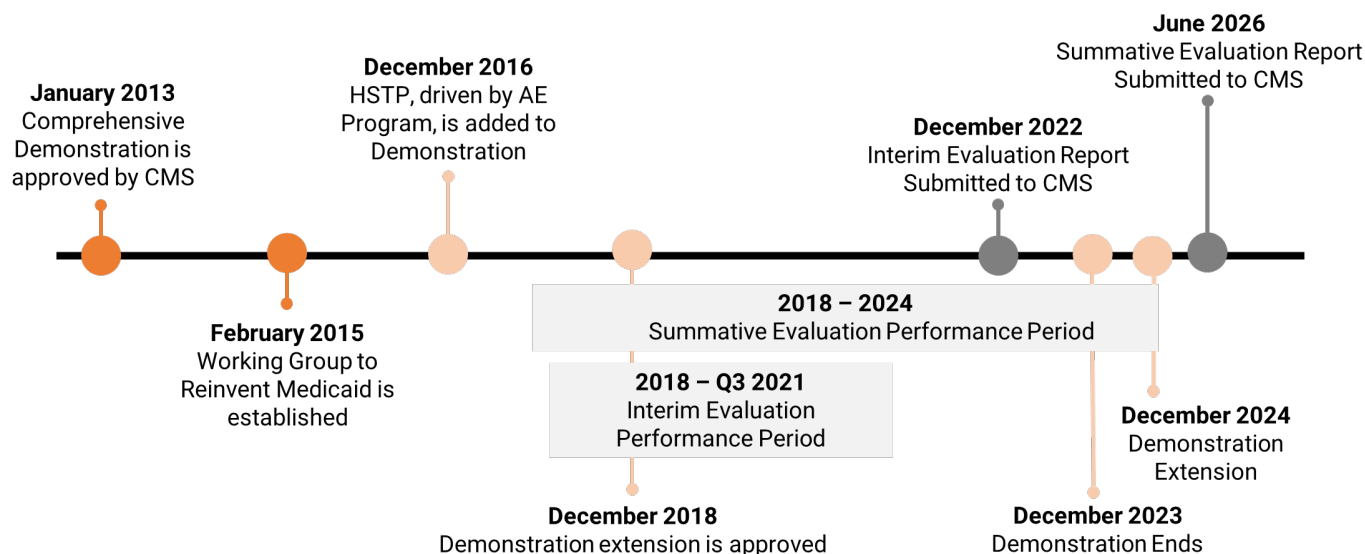 January 2013
Comprehensive
Demonstration is
approved by CMS
February 2015
Working Group to
Reinvent Medicaid is
established
December 2016
HSTP, driven by AE
Program, is added to
Demonstration
2018 – 2024
Summative Evaluation Performance Period
2018 – Q3 2021
Interim Evaluation
Performance Period
December 2018
Demonstration extension is approved
December 2022
Interim Evaluation Report
Submitted to CMS
December 2023
Demonstration Ends
December 2024
Demonstration
Extension
June 2026
Summative Evaluation Report
Submitted to CMS